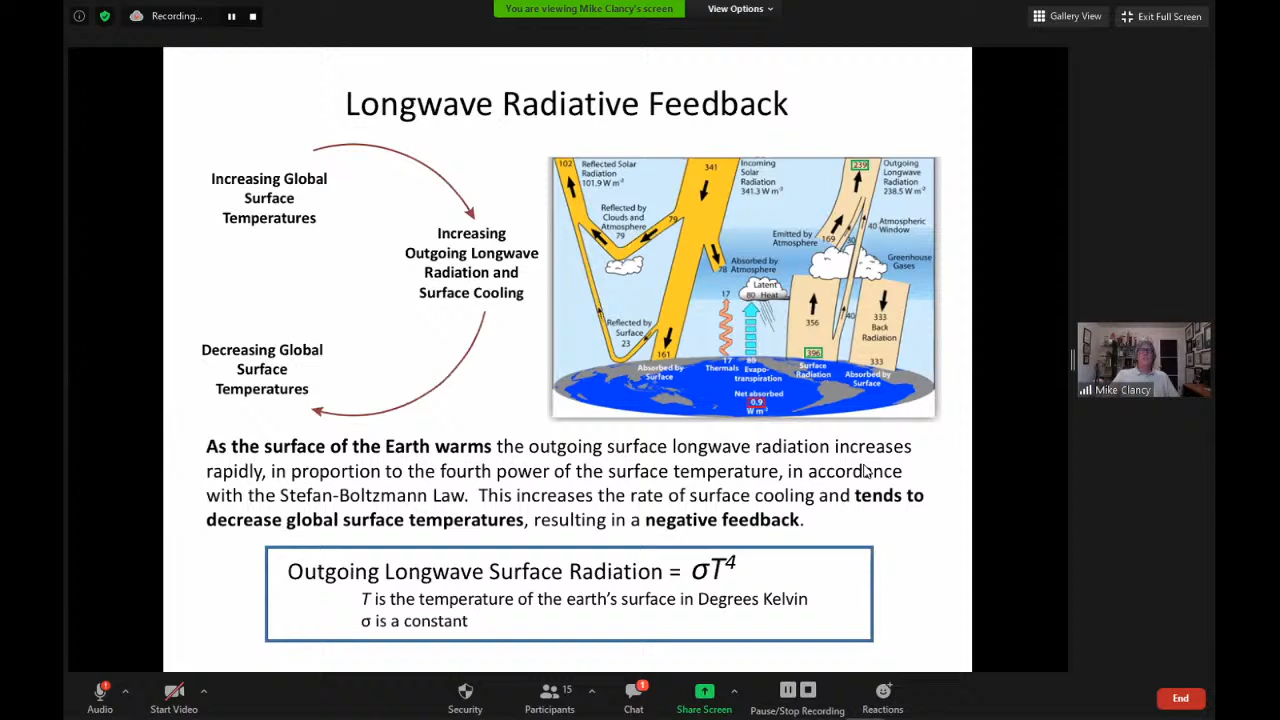 Recording...
You are viewing Mike Clancy's screen
View Options
Gallery View
Exit Full Screen
Longwave Radiative Feedback
Increasing Global
Surface
Temperatures
Increasing
Outgoing Longwave
Radiation and
Surface Cooling
Decreasing Global
Surface
Temperatures
102
Reflected Solar
Radiation
101.9 W m-2
341
Incoming
Solar
Radiation
341.3 W m-2
239
Outgoing
Longwave
Radiation
238.5 W m-2
Reflected by
Clouds and
Atmosphere
79
79
Emitted by
Atmosphere
169
30
40
Atmospheric
Window
Greenhouse
Gases
Absorbed by
78 Atmosphere
17
Latent
80 Heat
356
40
333
Back
Radiation
Reflected by
Surface
23
161
Absorbed by
Surface
17
Thermals
80
Evapo-
transpiration
396
Surface
Radiation
333
Absorbed by
Surface
Net absorbed
0.9
W m-2
As the surface of the Earth warms the outgoing surface longwave radiation increases
rapidly, in proportion to the fourth power of the surface temperature, in accordance
with the Stefan-Boltzmann Law. This increases the rate of surface cooling and tends to
decrease global surface temperatures, resulting in a negative feedback.
Outgoing Longwave Surface Radiation = σT⁴
T is the temperature of the earth's surface in Degrees Kelvin
σ is a constant
Mike Clancy
Audio
Start Video
Security
15
Participants
1
Chat
Share Screen
Pause/Stop Recording
Reactions
End